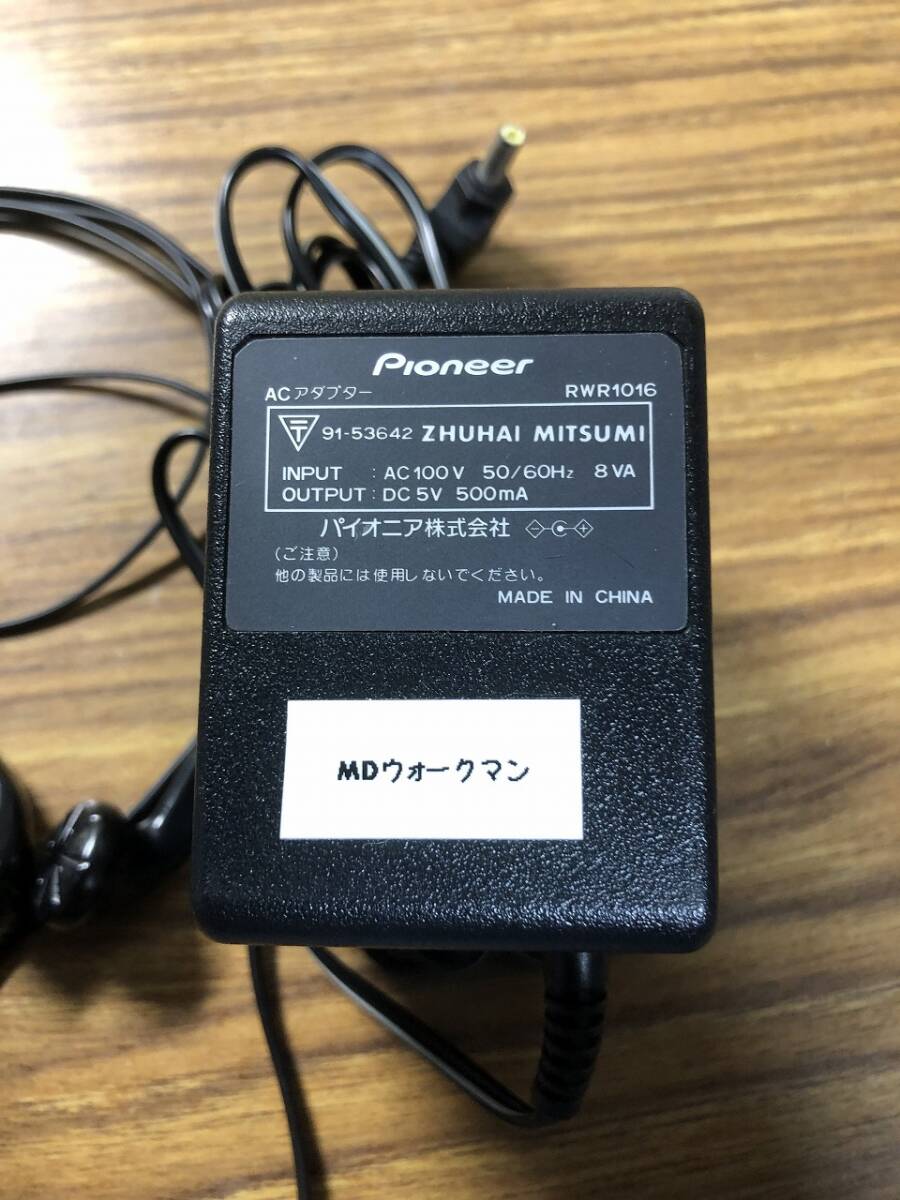 Pioneer
ACアダプター RWR1016
〒 91-53642 ZHUHAI MITSUMI
INPUT : AC100V 50/60Hz 8VA
OUTPUT : DC5V 500mA
パイオニア株式会社 - C +
(ご注意)
他の製品には使用しないでください。
MADE IN CHINA
MDウォークマン